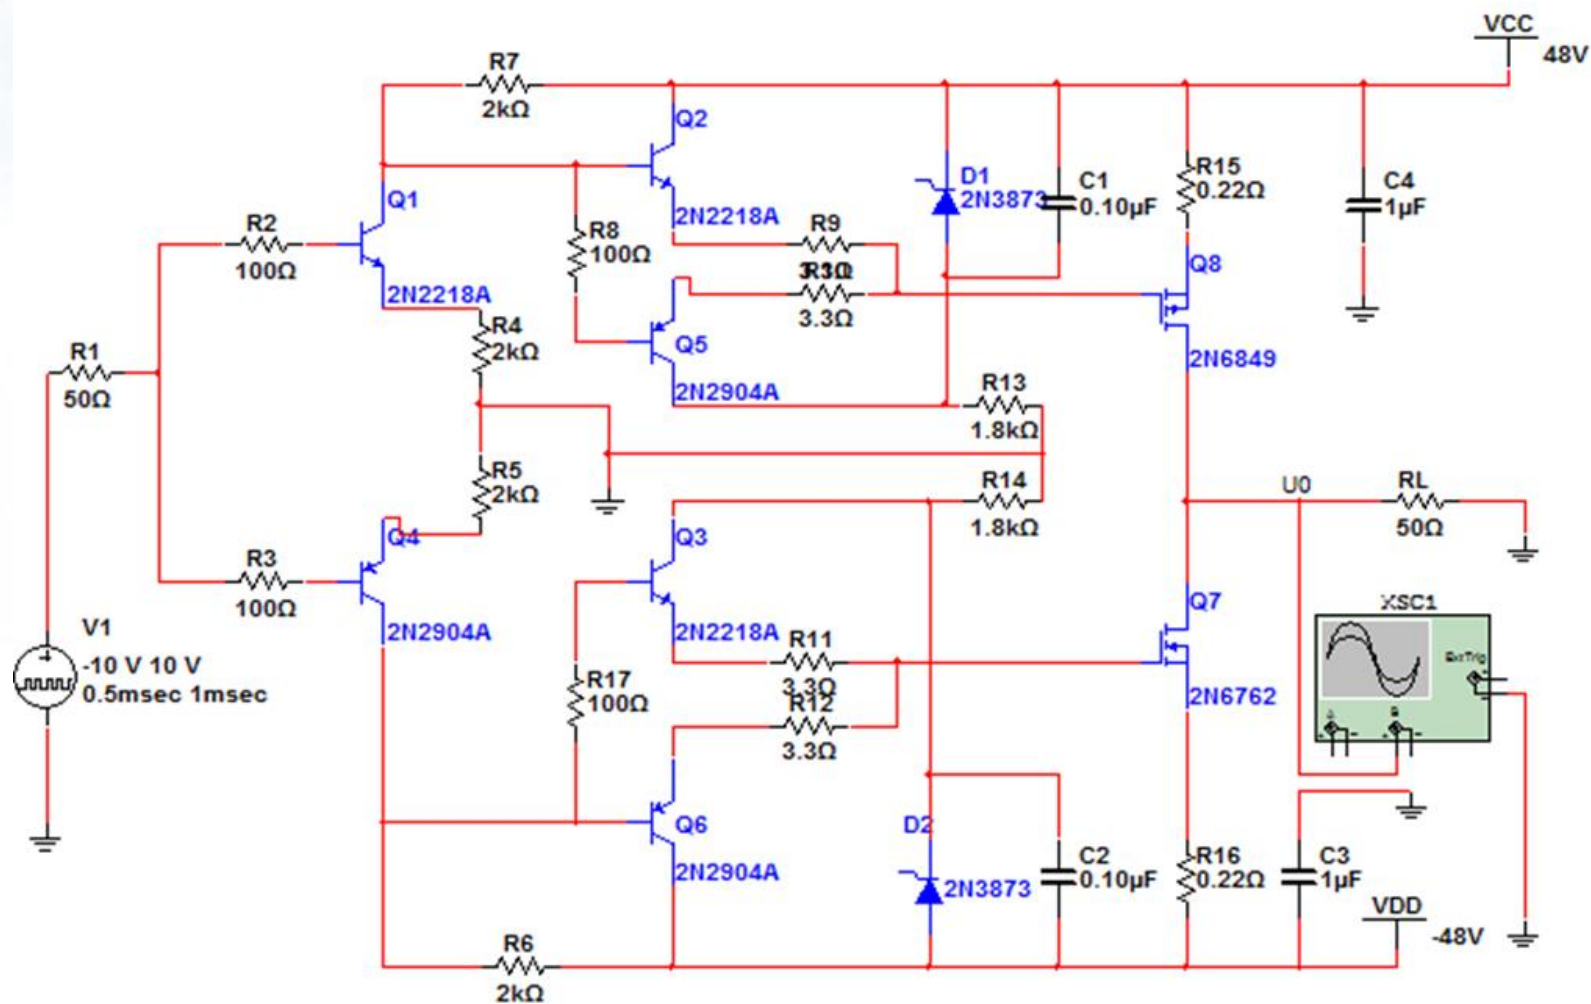 VCC
48V
R7
2kΩ
Q2
2N2218A
D1
2N3873
C1
0.10µF
R15
0.22Ω
C4
1µF
Q1
2N2218A
R2
100Ω
R8
100Ω
R9
3.3Ω
3.3Ω
Q8
2N6849
R4
2kΩ
Q5
2N2904A
R1
50Ω
R13
1.8kΩ
R5
2kΩ
R14
1.8kΩ
U0
RL
50Ω
Q4
2N2904A
R3
100Ω
Q3
2N2218A
Q7
2N6762
XSC1
ExtTrig
V1
-10 V 10 V
0.5msec 1msec
R17
100Ω
R11
3.3Ω
R12
3.3Ω
Q6
2N2904A
D2
2N3873
C2
0.10µF
R16
0.22Ω
C3
1µF
VDD
-48V
R6
2kΩ